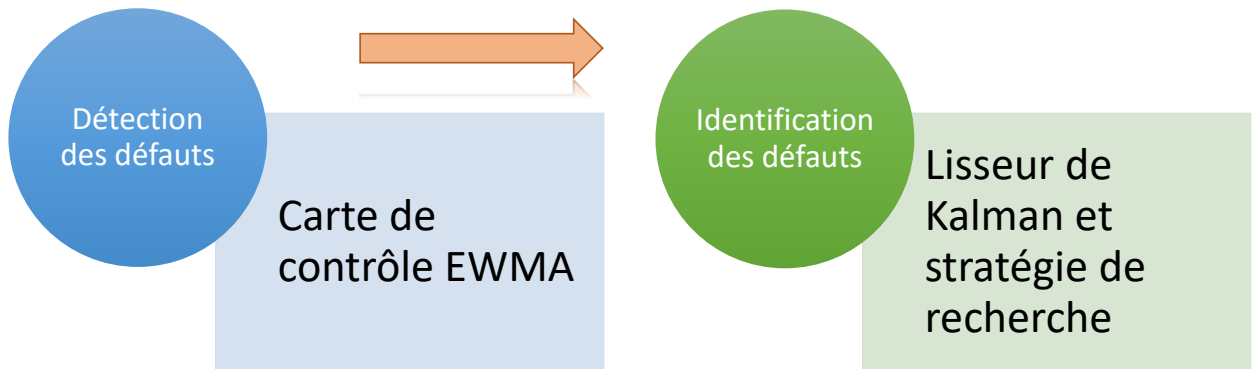 Détection
des défauts
Carte de
contrôle EWMA
Identification
des défauts
Lisseur de
Kalman et
stratégie de
recherche